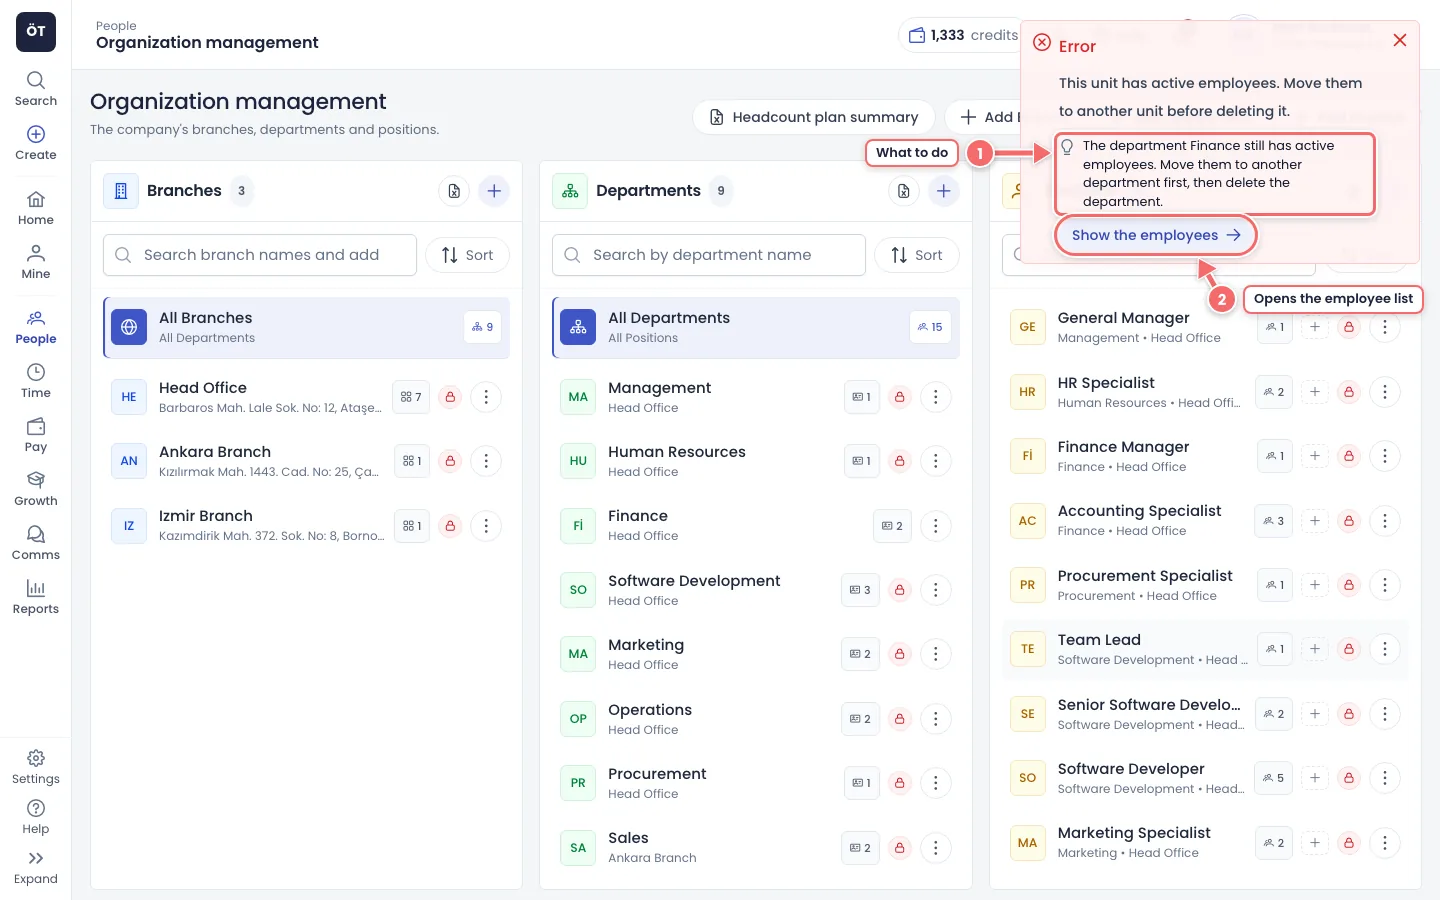 ÖT
Search
Create
Home
Mine
People
Time
Pay
Growth
Comms
Reports
Settings
Help
Expand
People
Organization management
1,333 credits
Organization management
The company's branches, departments and positions.
Headcount plan summary
Add
Error
This unit has active employees. Move them
to another unit before deleting it.
The department Finance still has active
employees. Move them to another
department first, then delete the
department.
Show the employees
What to do
1
2
Opens the employee list
Branches 3
Search branch names and add
Sort
All Branches
All Departments
9
HE
Head Office
Barbaros Mah. Lale Sok. No: 12, Ataşe...
7
AN
Ankara Branch
Kızılırmak Mah. 1443. Cad. No: 25, Ça...
1
IZ
Izmir Branch
Kazımdirik Mah. 372. Sok. No: 8, Borno...
1
Departments 9
Search by department name
Sort
All Departments
All Positions
15
MA
Management
Head Office
1
HU
Human Resources
Head Office
1
Fİ
Finance
Head Office
2
SO
Software Development
Head Office
3
MA
Marketing
Head Office
2
OP
Operations
Head Office
2
PR
Procurement
Head Office
1
SA
Sales
Ankara Branch
2
GE
General Manager
Management • Head Office
1
HR
HR Specialist
Human Resources • Head Offi...
2
Fİ
Finance Manager
Finance • Head Office
1
AC
Accounting Specialist
Finance • Head Office
3
PR
Procurement Specialist
Procurement • Head Office
1
TE
Team Lead
Software Development • Head ...
1
SE
Senior Software Develo...
Software Development • Head...
2
SO
Software Developer
Software Development • Head...
5
MA
Marketing Specialist
Marketing • Head Office
2